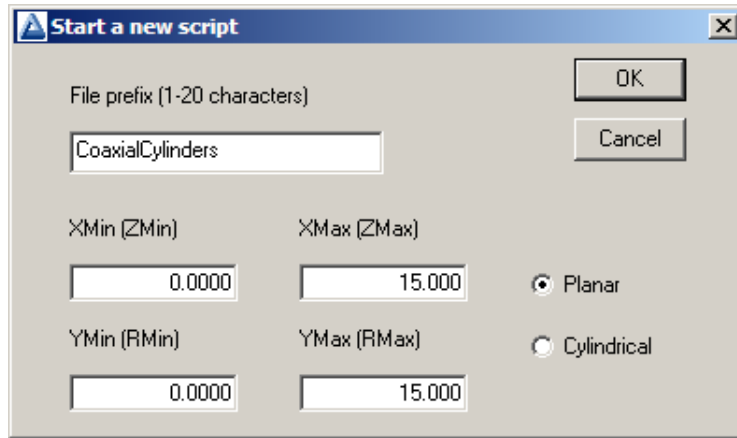 Start a new script
File prefix (1-20 characters)
OK
CoaxialCylinders
Cancel
XMin (ZMin) XMax (ZMax)
0.0000 15.000
Planar
YMin (RMin) YMax (RMax)
Cylindrical
0.0000 15.000